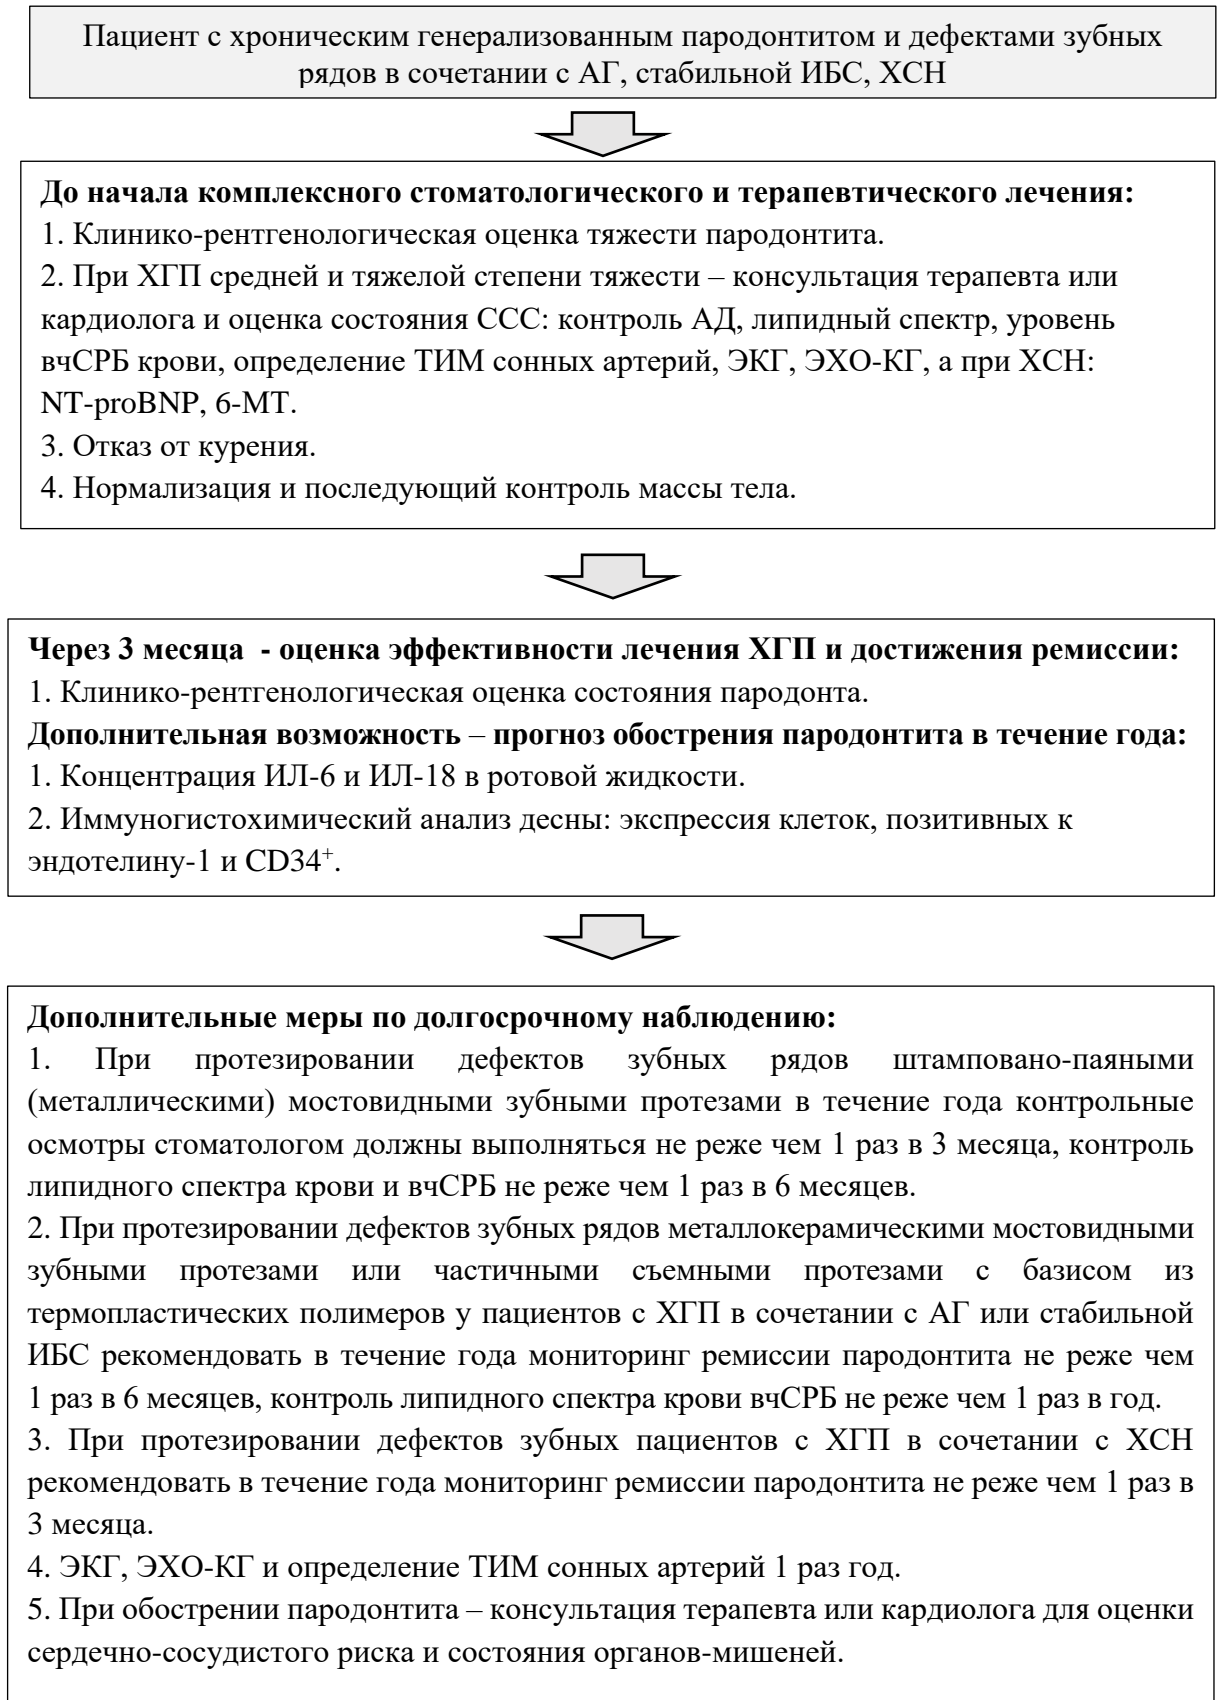 Пациент с хроническим генерализованным пародонтитом и дефектами зубных
рядов в сочетании с АГ, стабильной ИБС, ХСН
До начала комплексного стоматологического и терапевтического лечения:
1. Клинико-рентгенологическая оценка тяжести пародонтита.
2. При ХГП средней и тяжелой степени тяжести – консультация терапевта или
кардиолога и оценка состояния ССС: контроль АД, липидный спектр, уровень
вчСРБ крови, определение ТИМ сонных артерий, ЭКГ, ЭХО-КГ, а при ХСН:
NT-proBNP, 6-МТ.
3. Отказ от курения.
4. Нормализация и последующий контроль массы тела.
Через 3 месяца - оценка эффективности лечения ХГП и достижения ремиссии:
1. Клинико-рентгенологическая оценка состояния пародонта.
Дополнительная возможность – прогноз обострения пародонтита в течение года:
1. Концентрация ИЛ-6 и ИЛ-18 в ротовой жидкости.
2. Иммуногистохимический анализ десны: экспрессия клеток, позитивных к
эндотелину-1 и CD34⁺.
Дополнительные меры по долгосрочному наблюдению:
1. При протезировании дефектов зубных рядов штамповано-паяными
(металлическими) мостовидными зубными протезами в течение года контрольные
осмотры стоматологом должны выполняться не реже чем 1 раз в 3 месяца, контроль
липидного спектра крови и вчСРБ не реже чем 1 раз в 6 месяцев.
2. При протезировании дефектов зубных рядов металлокерамическими мостовидными
зубными протезами или частичными съемными протезами с базисом из
термопластических полимеров у пациентов с ХГП в сочетании с АГ или стабильной
ИБС рекомендовать в течение года мониторинг ремиссии пародонтита не реже чем
1 раз в 6 месяцев, контроль липидного спектра крови вчСРБ не реже чем 1 раз в год.
3. При протезировании дефектов зубных пациентов с ХГП в сочетании с ХСН
рекомендовать в течение года мониторинг ремиссии пародонтита не реже чем 1 раз в
3 месяца.
4. ЭКГ, ЭХО-КГ и определение ТИМ сонных артерий 1 раз год.
5. При обострении пародонтита – консультация терапевта или кардиолога для оценки
сердечно-сосудистого риска и состояния органов-мишеней.